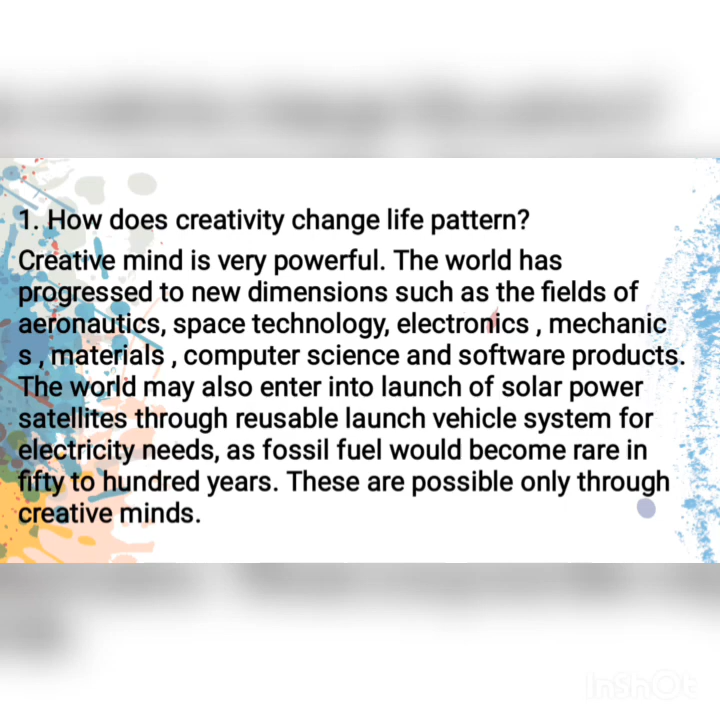 1. How does creativity change life pattern?
Creative mind is very powerful. The world has
progressed to new dimensions such as the fields of
aeronautics, space technology, electronics , mechanic
s , materials , computer science and software products.
The world may also enter into launch of solar power
satellites through reusable launch vehicle system for
electricity needs, as fossil fuel would become rare in
fifty to hundred years. These are possible only through
creative minds.
InShOt